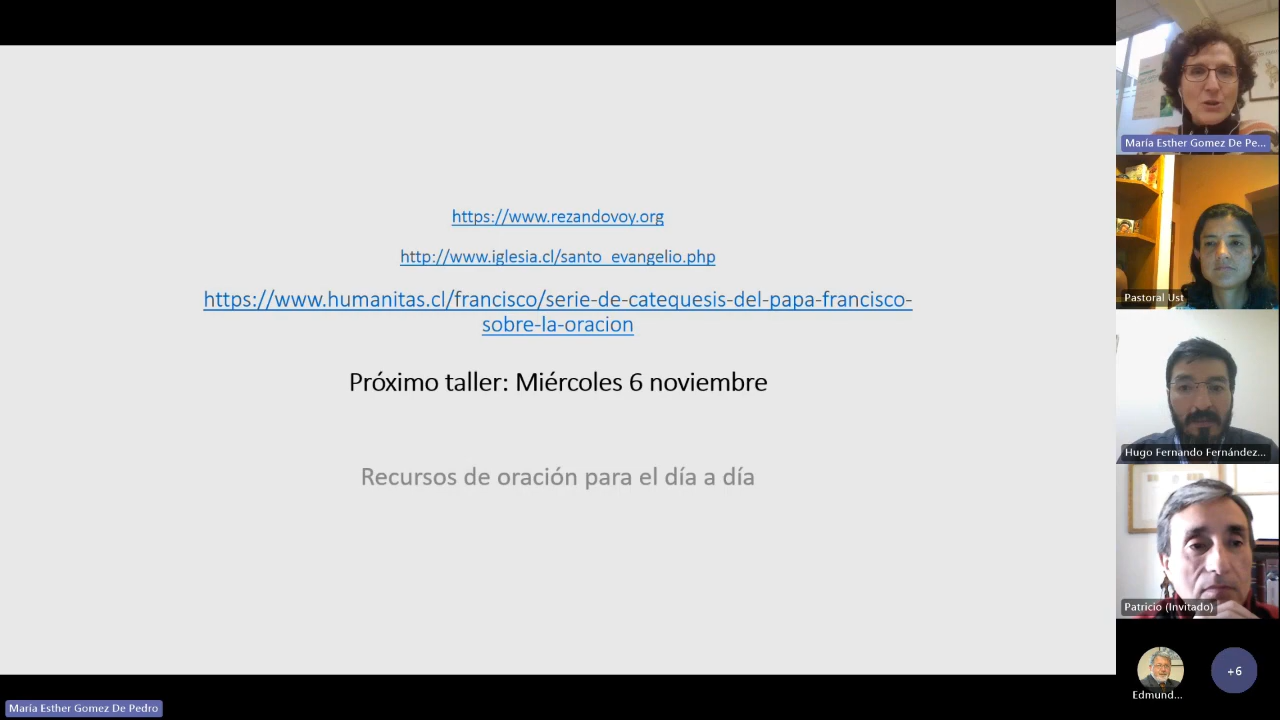 https://www.rezandovoy.org
http://www.iglesia.cl/santo_evangelio.php
https://www.humanitas.cl/francisco/serie-de-catequesis-del-papa-francisco-
sobre-la-oracion
Próximo taller: Miércoles 6 noviembre
Recursos de oración para el día a día
María Esther Gomez De Pe...
Pastoral Ust
Hugo Fernando Fernández...
Patricio (Invitado)
Edmund...
+6
María Esther Gomez De Pedro